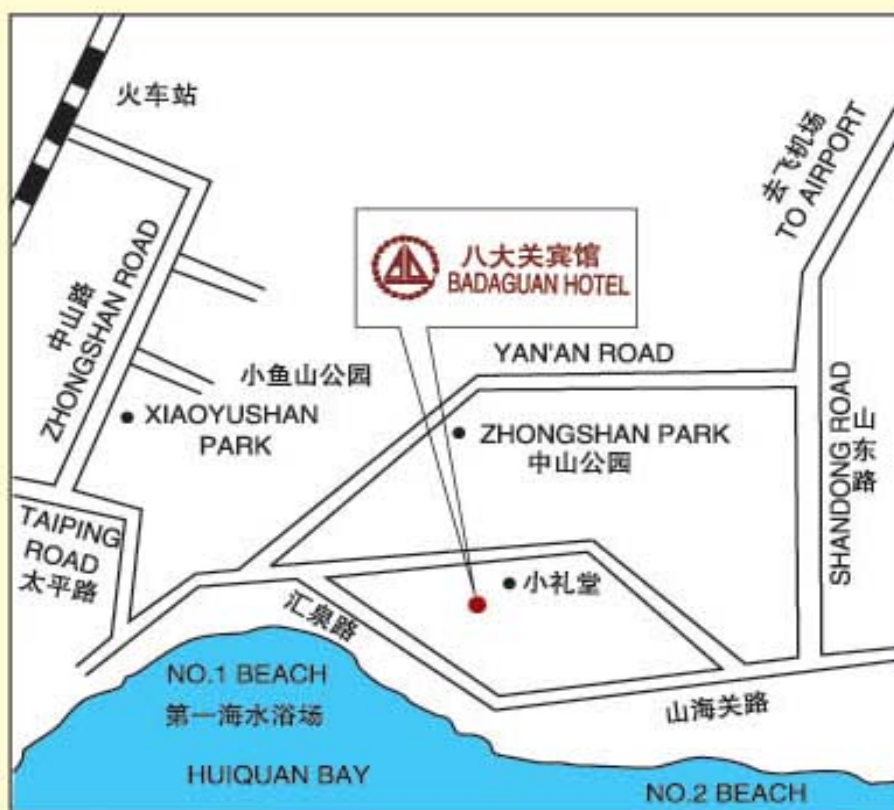 火车站
去飞机场
TO AIRPORT
八大关宾馆
BADAGUAN HOTEL
中山路
ZHONGSHAN ROAD
YAN'AN ROAD
小鱼山公园
XIAOYUSHAN
PARK
ZHONGSHAN PARK
中山公园
SHANDONG ROAD
山东路
TAIPING
ROAD
太平路
小礼堂
汇泉路
NO.1 BEACH
第一海水浴场
山海关路
HUIQUAN BAY
NO.2 BEACH